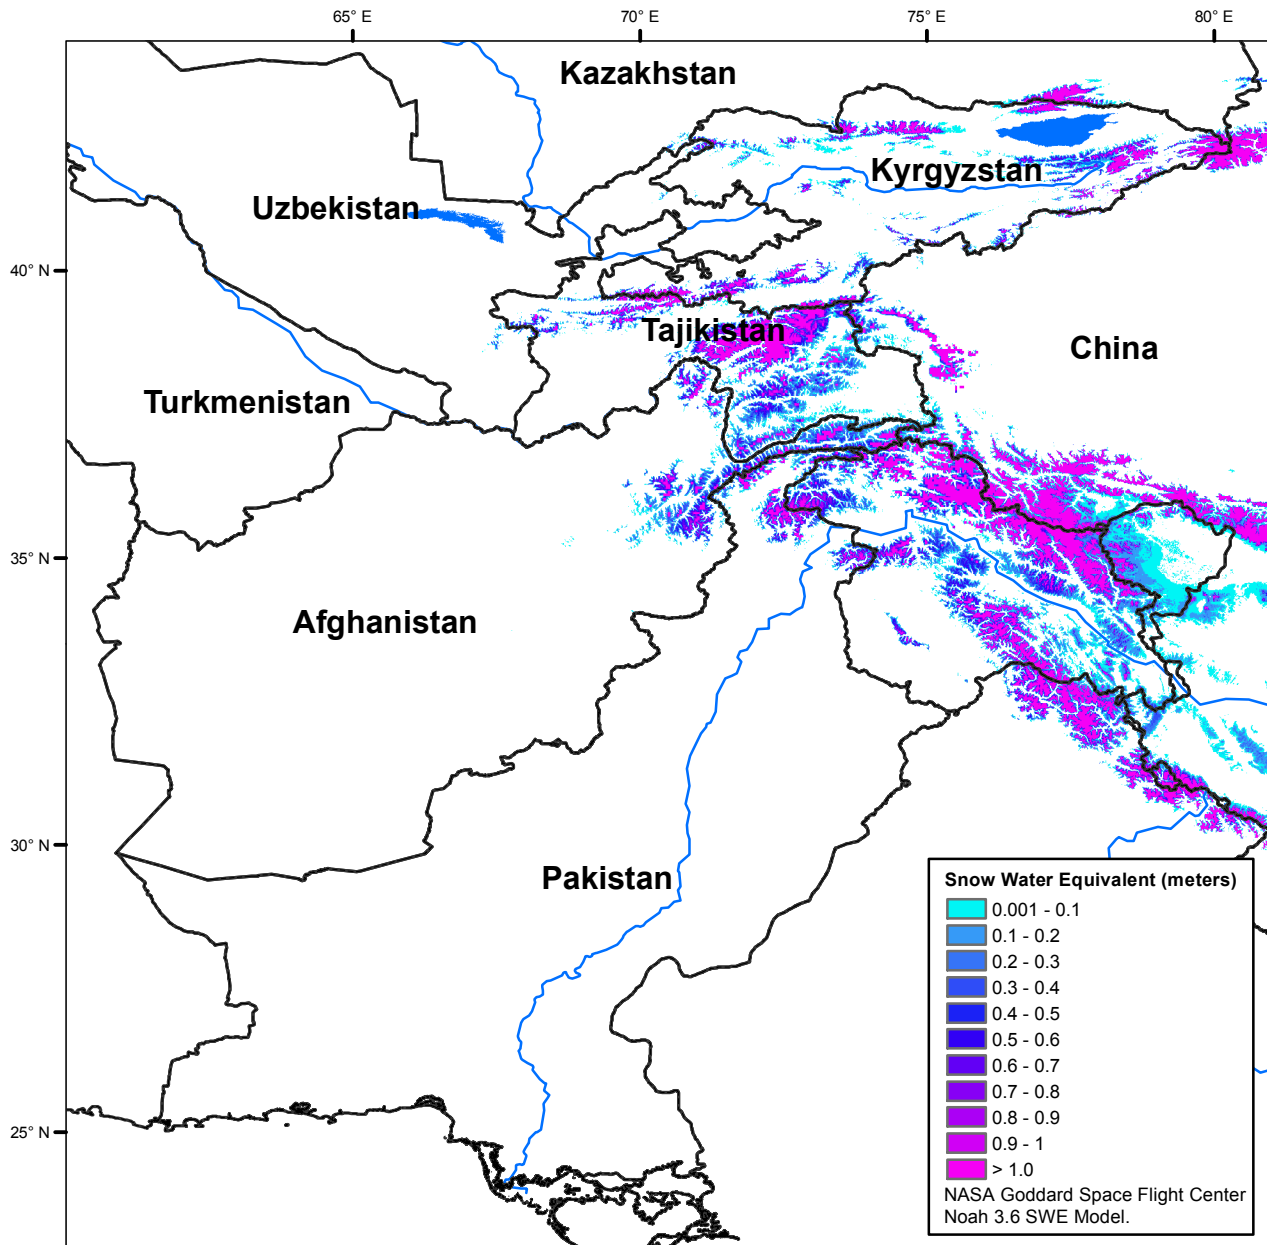 65° E
70° E
75° E
80° E
Kazakhstan
Kyrgyzstan
Uzbekistan
40° N
Tajikistan
China
Turkmenistan
35° N
Afghanistan
30° N
Pakistan
25° N
Snow Water Equivalent (meters)
0.001 - 0.1
0.1 - 0.2
0.2 - 0.3
0.3 - 0.4
0.4 - 0.5
0.5 - 0.6
0.6 - 0.7
0.7 - 0.8
0.8 - 0.9
0.9 - 1
> 1.0
NASA Goddard Space Flight Center
Noah 3.6 SWE Model.